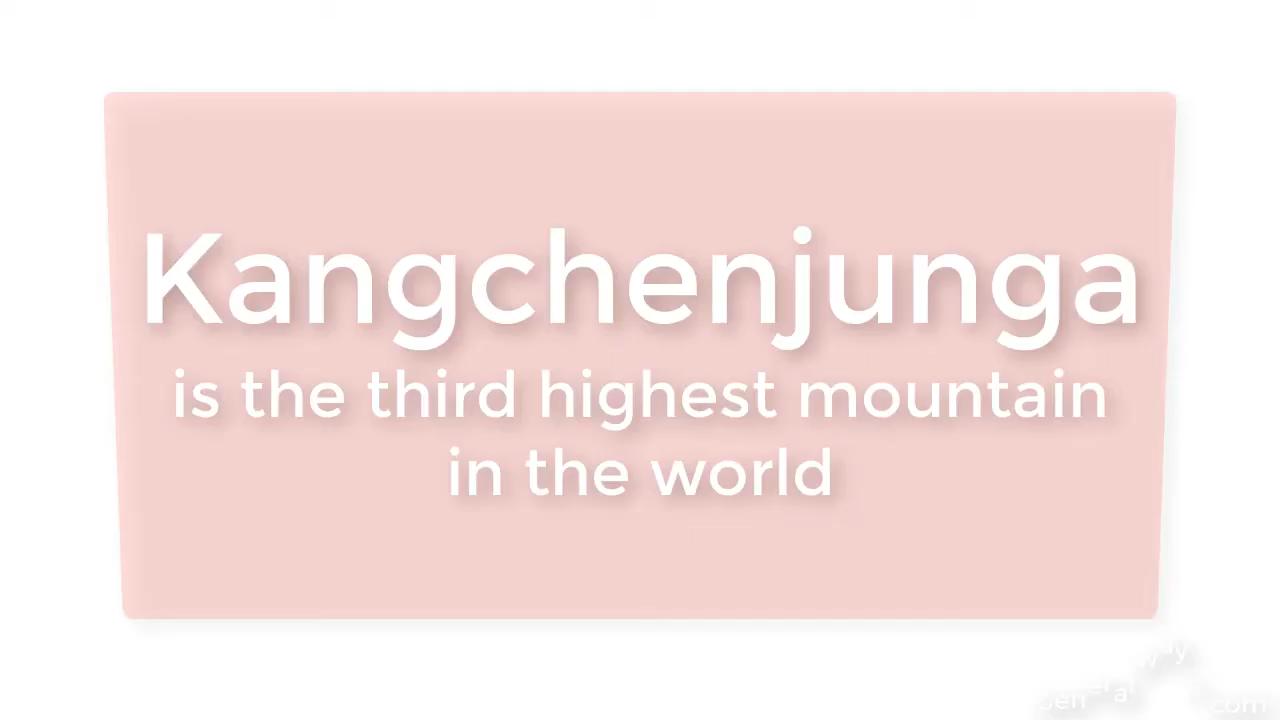 Kangchenjunga
is the third highest mountain
in the world